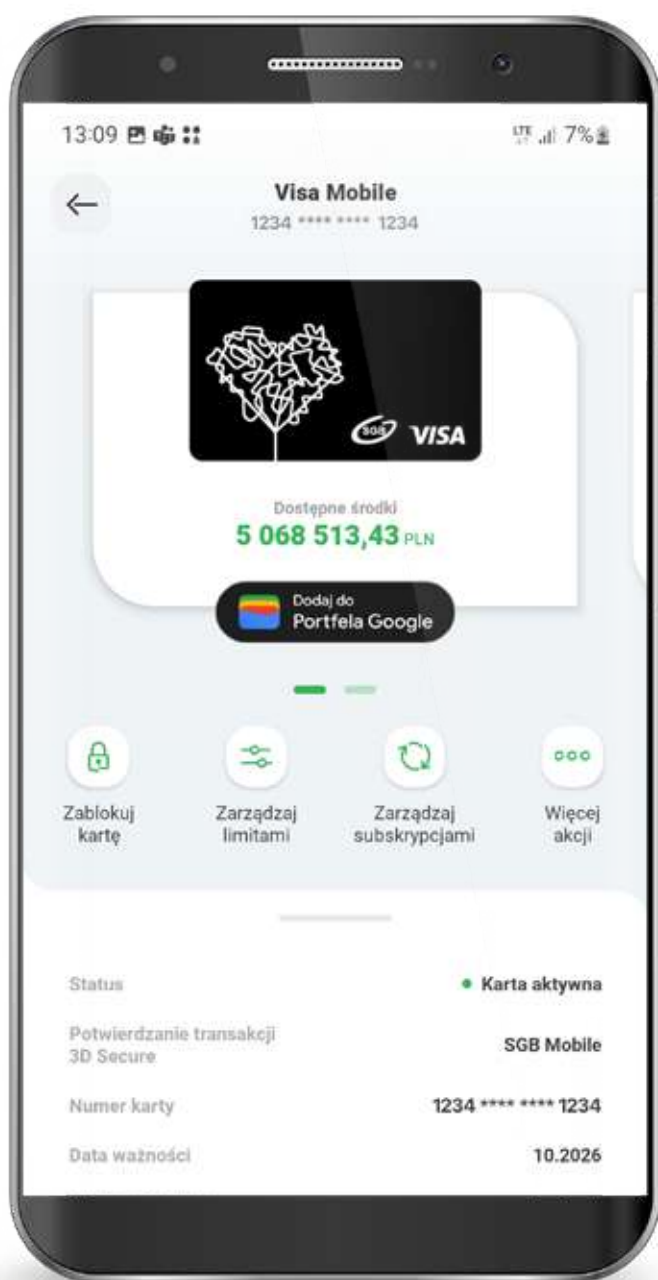 13:09
LTE
7%
Visa Mobile
1234 **** **** 1234
SGB
VISA
Dostępne środki
5 068 513,43 PLN
Dodaj do
Portfela Google
Zablokuj
kartę
Zarządzaj
limitami
Zarządzaj
subskrypcjami
Więcej
akcji
Status
Karta aktywna
Potwierdzanie transakcji
3D Secure
SGB Mobile
Numer karty
1234 **** **** 1234
Data ważności
10.2026